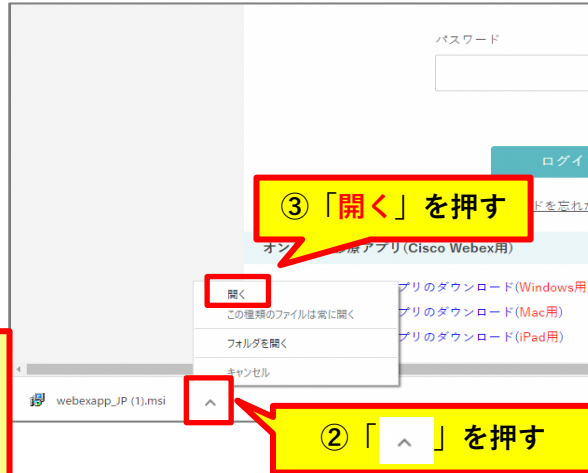 パスワード
ログイ
③「開く」を押す
ドを忘れた
オン
療アプリ(Cisco Webex用)
開く
プリのダウンロード(Windows用
この種類のファイルは常に開く
プリのダウンロード(Mac用)
フォルダを開く
プリのダウンロード(iPad用)
キャンセル
webexapp_JP (1).msi
②「 ^ 」を押す